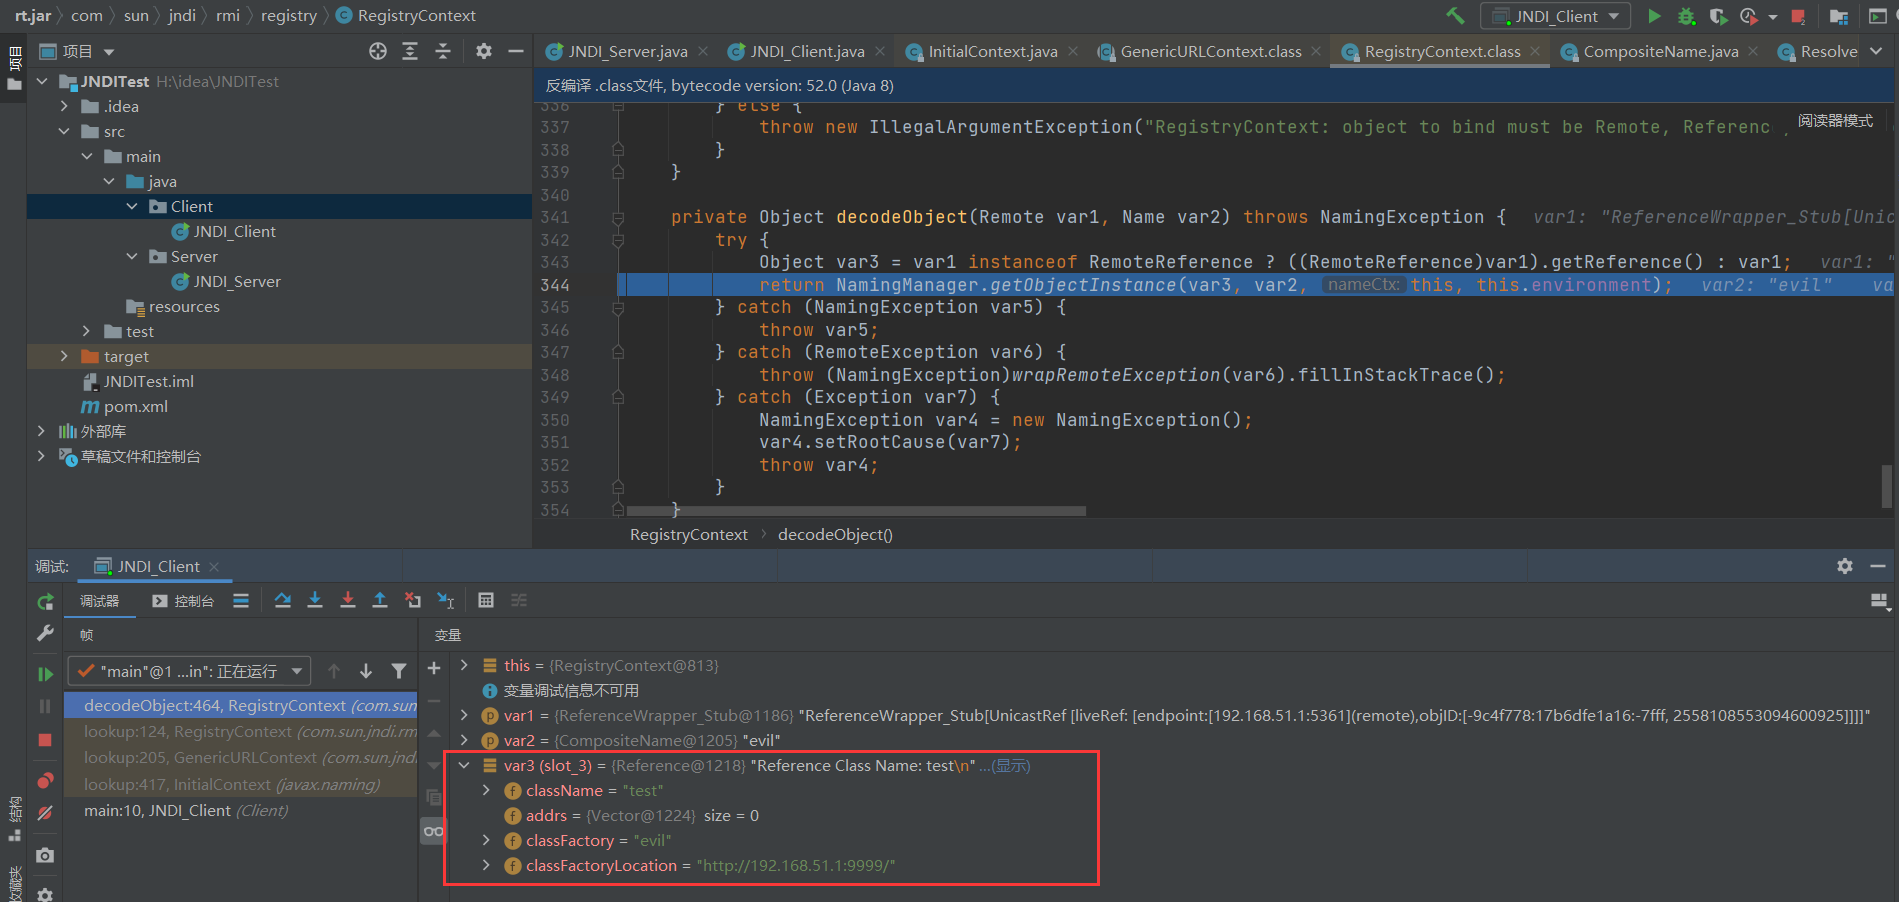 rt.jar com sun jndi rmi registry RegistryContext JNDI_Client
项目 JNDI_Server.java JNDI_Client.java InitialContext.java GenericURLContext.class RegistryContext.class CompositeName.java Resolve
项目
JNDITest H:\idea\JNDITest
.idea
src
main
java
Client
JNDI_Client
Server
JNDI_Server
resources
test
target
JNDITest.iml
pom.xml
外部库
草稿文件和控制台
反编译 .class文件, bytecode version: 52.0 (Java 8)
阅读器模式
336 } else {
337 throw new IllegalArgumentException("RegistryContext: object to bind must be Remote, Referenc
338 }
339 }
340
341 private Object decodeObject(Remote var1, Name var2) throws NamingException { var1: "ReferenceWrapper_Stub[Unic
342 try {
343 Object var3 = var1 instanceof RemoteReference ? ((RemoteReference)var1).getReference() : var1; var1: "
344 return NamingManager.getObjectInstance(var3, var2, nameCtx: this, this.environment); var2: "evil" va
345 } catch (NamingException var5) {
346 throw var5;
347 } catch (RemoteException var6) {
348 throw (NamingException)wrapRemoteException(var6).fillInStackTrace();
349 } catch (Exception var7) {
350 NamingException var4 = new NamingException();
351 var4.setRootCause(var7);
352 throw var4;
353 }
354 }
RegistryContext decodeObject()
调试: JNDI_Client
调试器 控制台
帧
"main"@1 ...in": 正在运行
decodeObject:464, RegistryContext (com.sun
lookup:124, RegistryContext (com.sun.jndi.rm
lookup:205, GenericURLContext (com.sun.jndi
lookup:417, InitialContext (javax.naming)
main:10, JNDI_Client (Client)
变量
this = {RegistryContext@813}
变量调试信息不可用
var1 = {ReferenceWrapper_Stub@1186} "ReferenceWrapper_Stub[UnicastRef [liveRef: [endpoint:[192.168.51.1:5361](remote),objID:[-9c4f778:17b6dfe1a16:-7fff, 2558108553094600925]]]]"
var2 = {CompositeName@1205} "evil"
var3 (slot_3) = {Reference@1218} "Reference Class Name: test\n" ...(显示)
className = "test"
addrs = {Vector@1224} size = 0
classFactory = "evil"
classFactoryLocation = "http://192.168.51.1:9999/"
结构
收藏夹